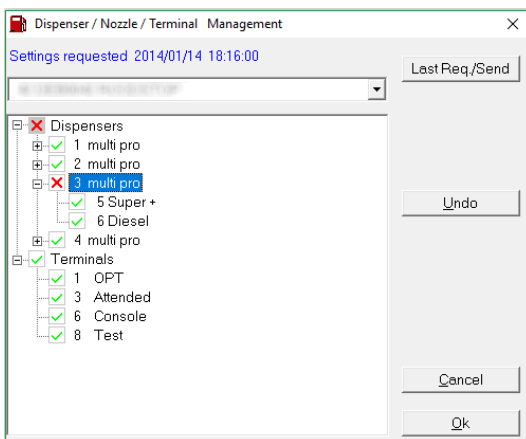 Dispenser / Nozzle / Terminal Management
Settings requested 2014/01/14 18:16:00
Last Req./Send
Dispensers
1 multi pro
2 multi pro
3 multi pro
5 Super +
6 Diesel
4 multi pro
Undo
Terminals
1 OPT
3 Attended
6 Console
8 Test
Cancel
Ok